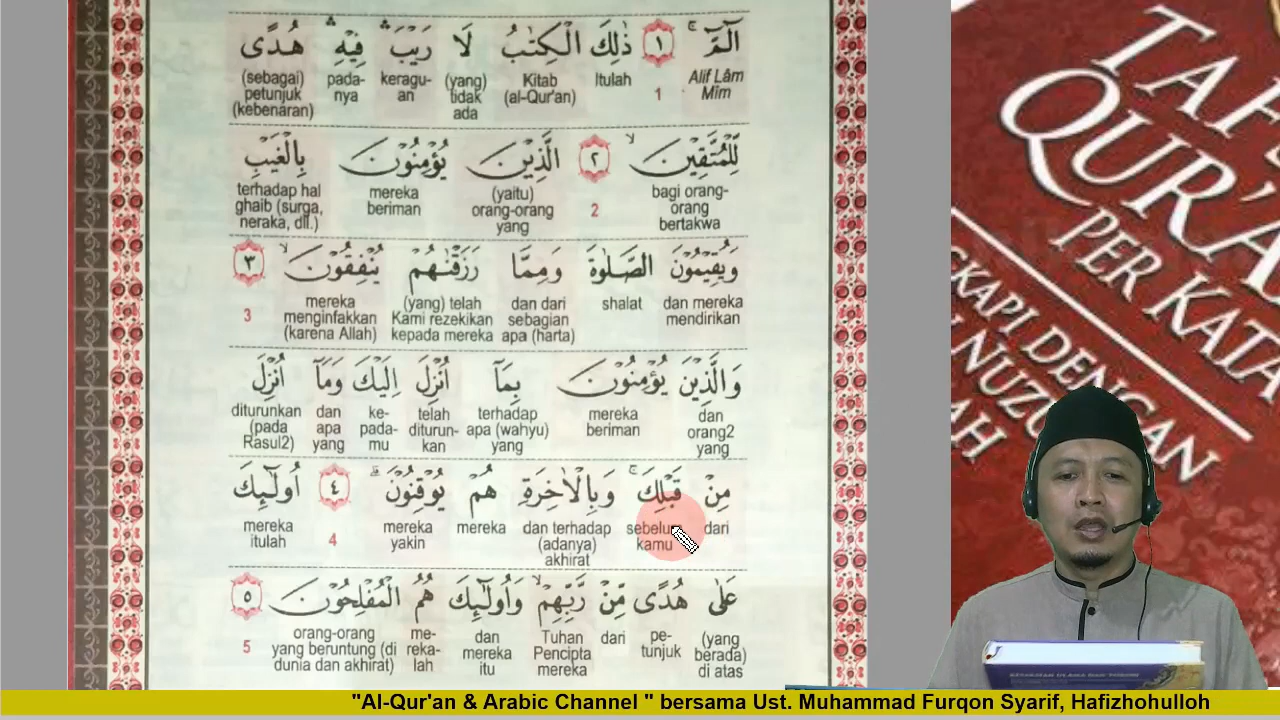 الٓمّٓ ۚ ١ ذٰلِكَ الْكِتٰبُ لَا رَيْبَ ۛ فِيْهِ ۛ هُدًى
Alif Lâm Mîm 1 Itulah Kitab (al-Qur'an) (yang) tidak ada keragu-an pada-nya (sebagai) petunjuk (kebenaran)
لِّلْمُتَّقِيْنَ ۙ ٢ الَّذِيْنَ يُؤْمِنُوْنَ بِالْغَيْبِ
bagi orang-orang bertakwa 2 (yaitu) orang-orang yang mereka beriman terhadap hal ghaib (surga, neraka, dll.)
وَيُقِيْمُوْنَ الصَّلٰوةَ وَمِمَّا رَزَقْنٰهُمْ يُنْفِقُوْنَ ۙ ٣
dan mereka mendirikan shalat dan dari sebagian apa (harta) (yang) telah Kami rezekikan kepada mereka mereka menginfakkan (karena Allah) 3
وَالَّذِيْنَ يُؤْمِنُوْنَ بِمَآ اُنْزِلَ اِلَيْكَ وَمَآ اُنْزِلَ
dan orang2 yang mereka beriman terhadap apa (wahyu) yang telah diturun-kan ke-pada-mu dan apa yang diturunkan (pada Rasul2)
مِنْ قَبْلِكَ ۚ وَبِالْاٰخِرَةِ هُمْ يُوْقِنُوْنَ ۗ ٤ اُولٰۤىِٕكَ
dari kamu dan terhadap (adanya) akhirat mereka mereka yakin 4 mereka itulah
عَلٰى هُدًى مِّنْ رَّبِّهِمْ ۙ وَاُولٰۤىِٕكَ هُمُ الْمُفْلِحُوْنَ ٥
(yang berada) di atas pe-tunjuk dari Tuhan Pencipta mereka dan mereka itu me-reka-lah orang-orang yang beruntung (di dunia dan akhirat) 5
PER KATA
DENGAN
"Al-Qur'an & Arabic Channel " bersama Ust. Muhammad Furqon Syarif, Hafizhohulloh